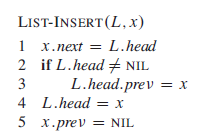 LIST-INSERT(L, x)
1 x.next = L.head
2 if L.head ≠ NIL
3 L.head.prev = x
4 L.head = x
5 x.prev = NIL